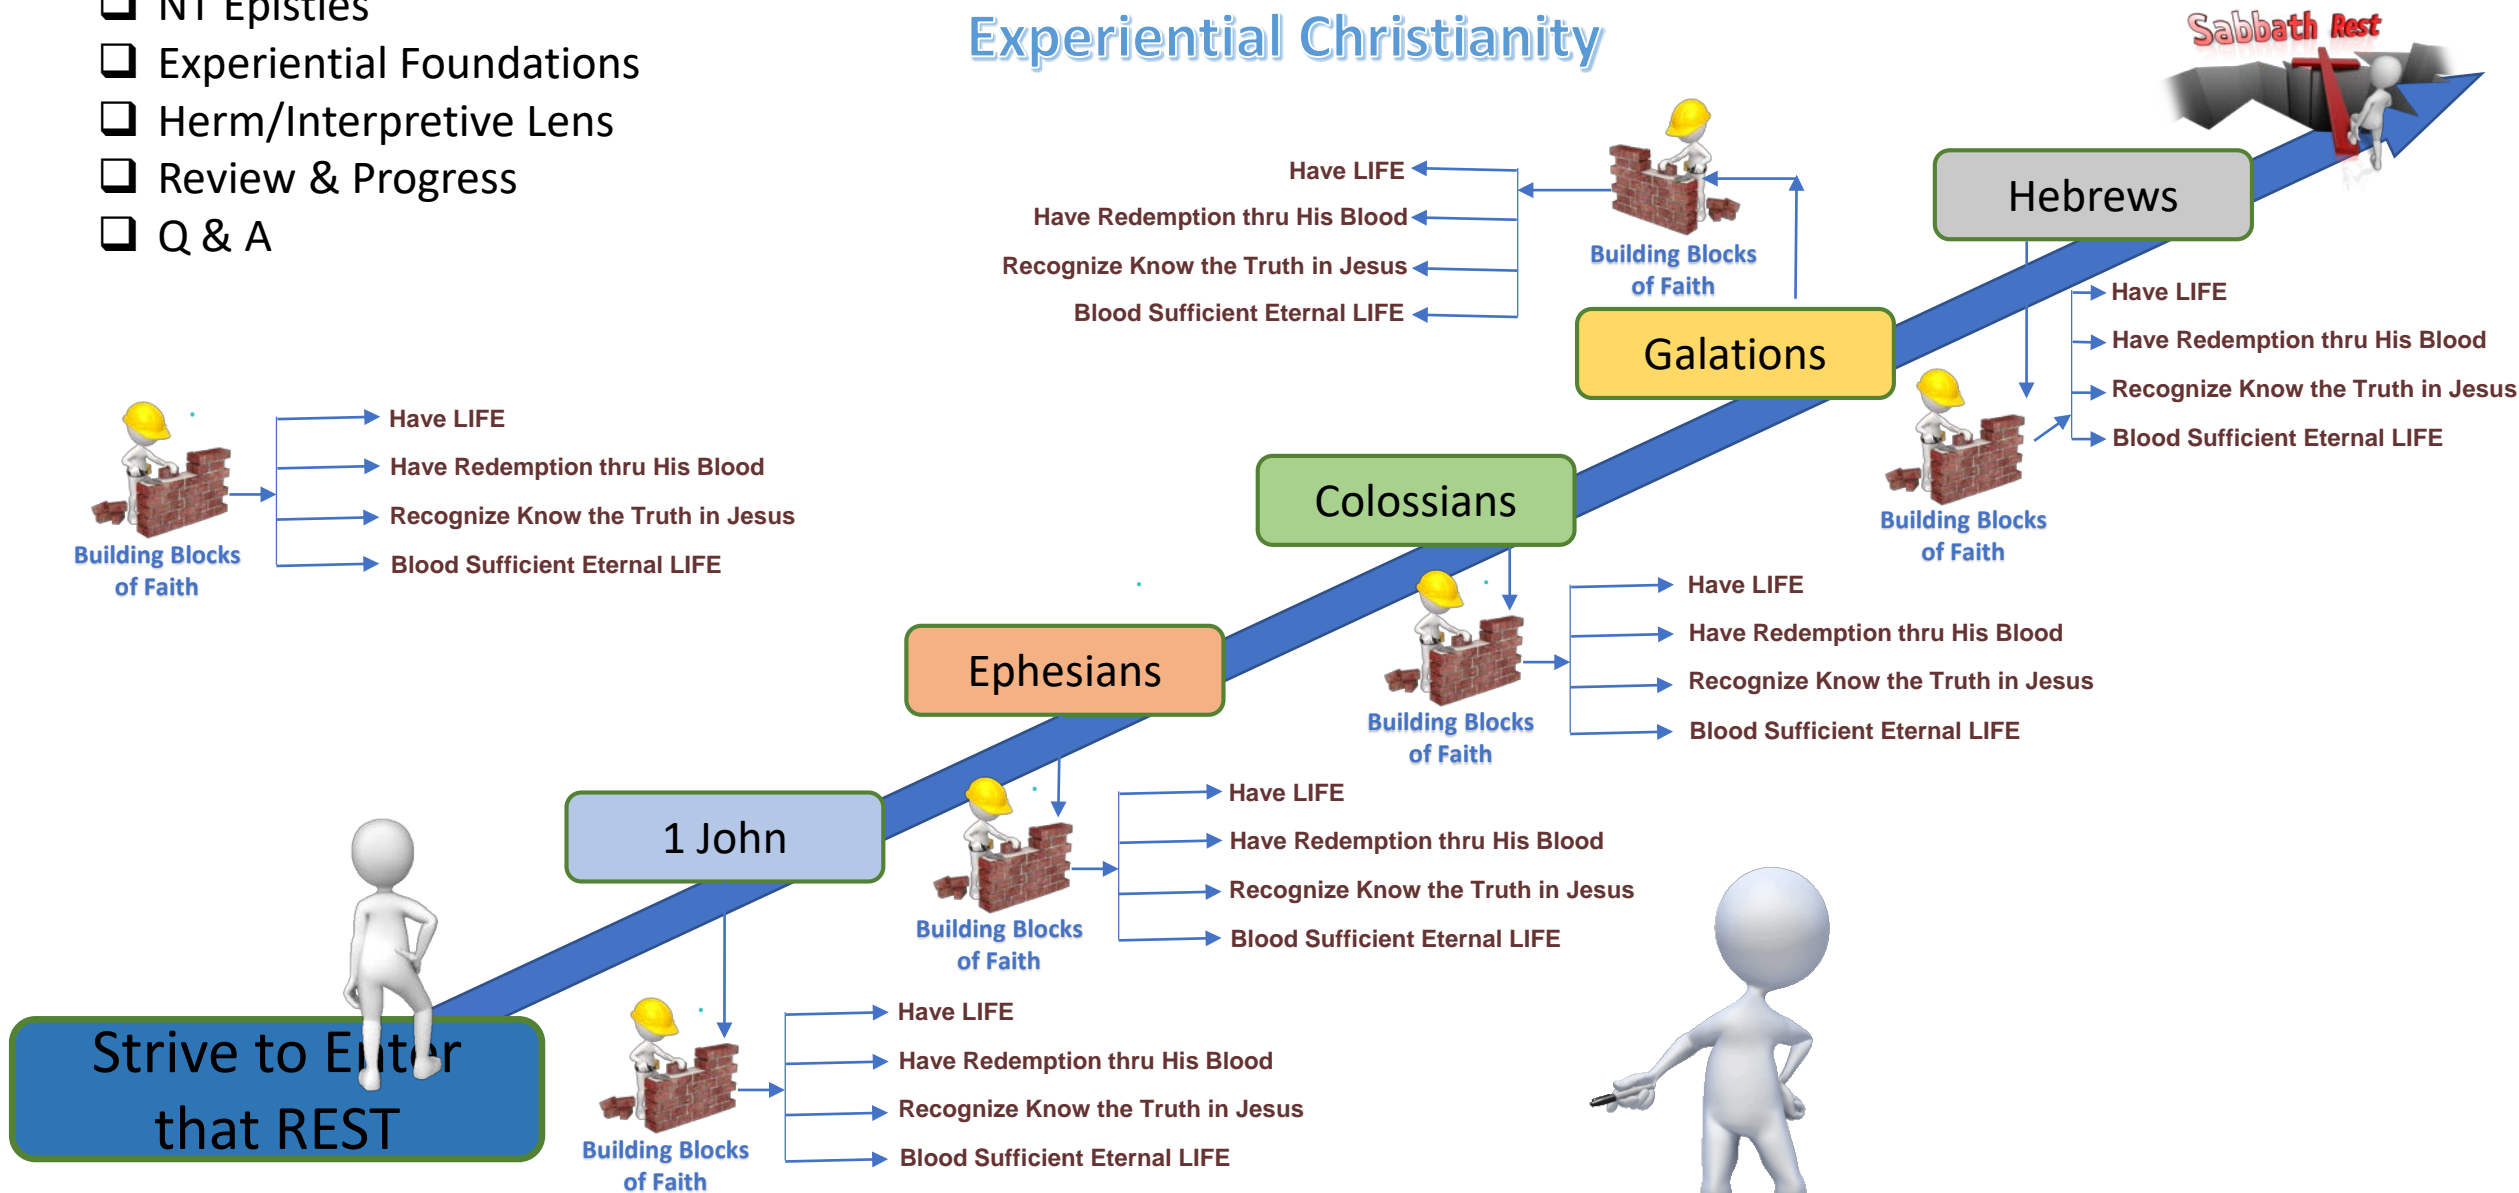 NT Epistles
Experiential Foundations
Herm/Interpretive Lens
Review & Progress
Q & A
Experiential Christianity
Sabbath Rest
Have LIFE
Have Redemption thru His Blood
Recognize Know the Truth in Jesus
Blood Sufficient Eternal LIFE
Building Blocks
of Faith
Hebrews
Have LIFE
Have Redemption thru His Blood
Recognize Know the Truth in Jesus
Blood Sufficient Eternal LIFE
Building Blocks
of Faith
Galations
Have LIFE
Have Redemption thru His Blood
Recognize Know the Truth in Jesus
Blood Sufficient Eternal LIFE
Building Blocks
of Faith
Colossians
Have LIFE
Have Redemption thru His Blood
Recognize Know the Truth in Jesus
Blood Sufficient Eternal LIFE
Building Blocks
of Faith
Ephesians
Have LIFE
Have Redemption thru His Blood
Recognize Know the Truth in Jesus
Blood Sufficient Eternal LIFE
Building Blocks
of Faith
1 John
Have LIFE
Have Redemption thru His Blood
Recognize Know the Truth in Jesus
Blood Sufficient Eternal LIFE
Building Blocks
of Faith
Strive to Enter
that REST